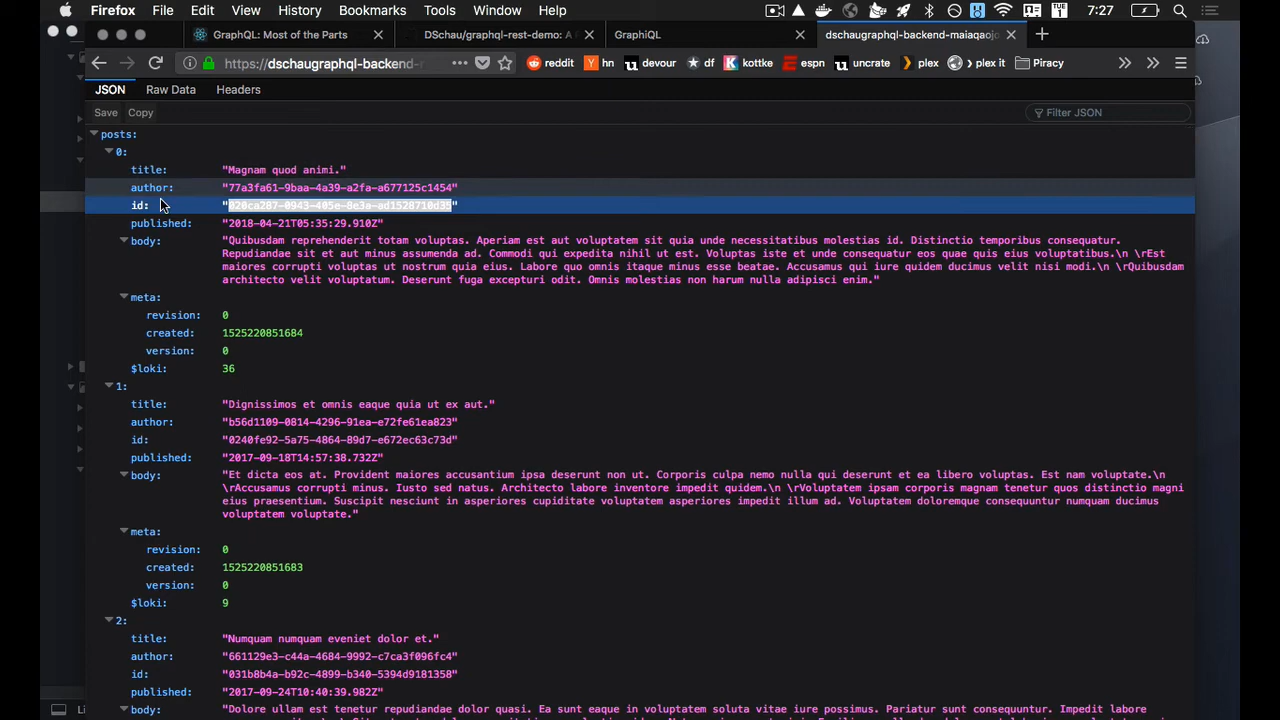 Firefox File Edit View History Bookmarks Tools Window Help TUE 1 7:27
GraphQL: Most of the Parts DSchau/graphql-rest-demo: A GraphiQL dschaugraphql-backend-maiaqaoj
https://dschaugraphql-backend- reddit hn devour df kottke espn uncrate plex plex it Piracy
JSON Raw Data Headers
Save Copy Filter JSON
posts:
0:
title: "Magnam quod animi."
author: "77a3fa61-9baa-4a39-a2fa-a677125c1454"
id: "020ca287-0943-405e-8e3a-ad1528710d35"
published: "2018-04-21T05:35:29.910Z"
body: "Quibusdam reprehenderit totam voluptas. Aperiam est aut voluptatem sit quia unde necessitatibus molestias id. Distinctio temporibus consequatur.
Repudiandae sit et aut minus assumenda ad. Commodi qui expedita nihil ut est. Voluptas iste et unde consequatur eos quae quis eius voluptatibus.\n \rEst
maiores corrupti voluptas ut nostrum quia eius. Labore quo omnis itaque minus esse beatae. Accusamus qui iure quidem ducimus velit nisi modi.\n \rQuibusdam
architecto velit voluptatum. Deserunt fuga excepturi odit. Omnis molestias non harum nulla adipisci enim."
meta:
revision: 0
created: 1525220851684
version: 0
$loki: 36
1:
title: "Dignissimos et omnis eaque quia ut ex aut."
author: "b56d1109-0814-4296-91ea-e72fe61ea823"
id: "0240fe92-5a75-4864-89d7-e672ec63c73d"
published: "2017-09-18T14:57:38.732Z"
body: "Et dicta eos at. Provident maiores accusantium ipsa deserunt non ut. Corporis culpa nemo nulla qui deserunt et ea libero voluptas. Est nam voluptate.\n
\rAccusamus corrupti minus. Iusto sed natus. Architecto labore inventore impedit quidem.\n \rVoluptatem ipsam corporis magnam tenetur quos distinctio magni
eius praesentium. Suscipit nesciunt in asperiores cupiditate voluptatem asperiores impedit illum ad. Voluptatem doloremque consequuntur numquam ducimus
voluptatem voluptate."
meta:
revision: 0
created: 1525220851683
version: 0
$loki: 9
2:
title: "Numquam numquam eveniet dolor et."
author: "661129e3-c44a-4684-9992-c7ca3f096fc4"
id: "031b8b4a-b92c-4899-b340-5394d9181358"
published: "2017-09-24T10:40:39.982Z"
body: "Dolore ullam est tenetur repudiandae dolor quasi. Ea sunt eaque in voluptatem soluta vitae iure possimus. Pariatur sunt consequatur. Impedit labore